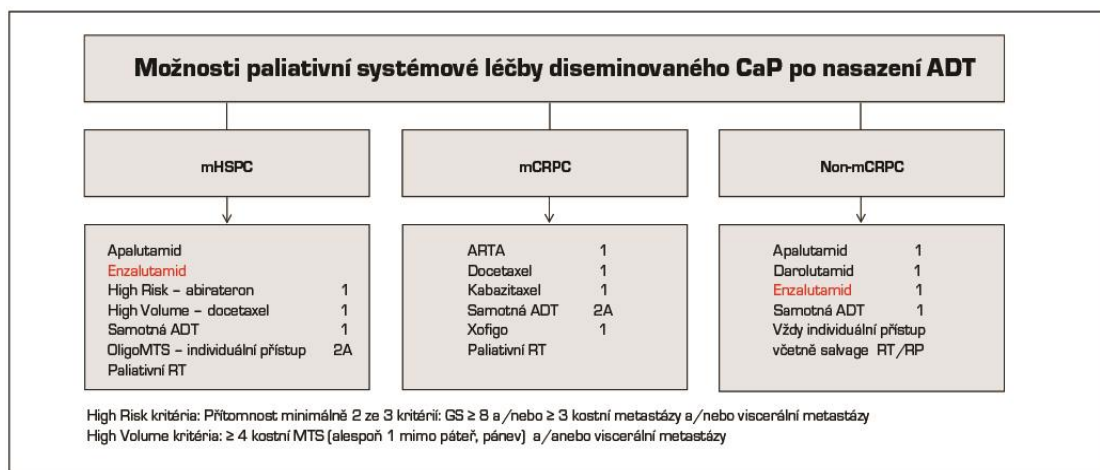 Možnosti paliativní systémové léčby diseminovaného CaP po nasazení ADT
mHSPC
Apalutamid
Enzalutamid
High Risk – abirateron 1
High Volume – docetaxel 1
Samotná ADT 1
OligoMTS – individuální přístup 2A
Paliativní RT
mCRPC
ARTA 1
Docetaxel 1
Kabazitaxel 1
Samotná ADT 2A
Xofigo 1
Paliativní RT
Non-mCRPC
Apalutamid 1
Darolutamid 1
Enzalutamid 1
Samotná ADT 1
Vždy individuální přístup
včetně salvage RT/RP
High Risk kritéria: Přítomnost minimálně 2 ze 3 kritérií: GS ≥ 8 a/nebo ≥ 3 kostní metastázy a/nebo viscerální metastázy
High Volume kritéria: ≥ 4 kostní MTS (alespoň 1 mimo páteř, pánev) a/anebo viscerální metastázy